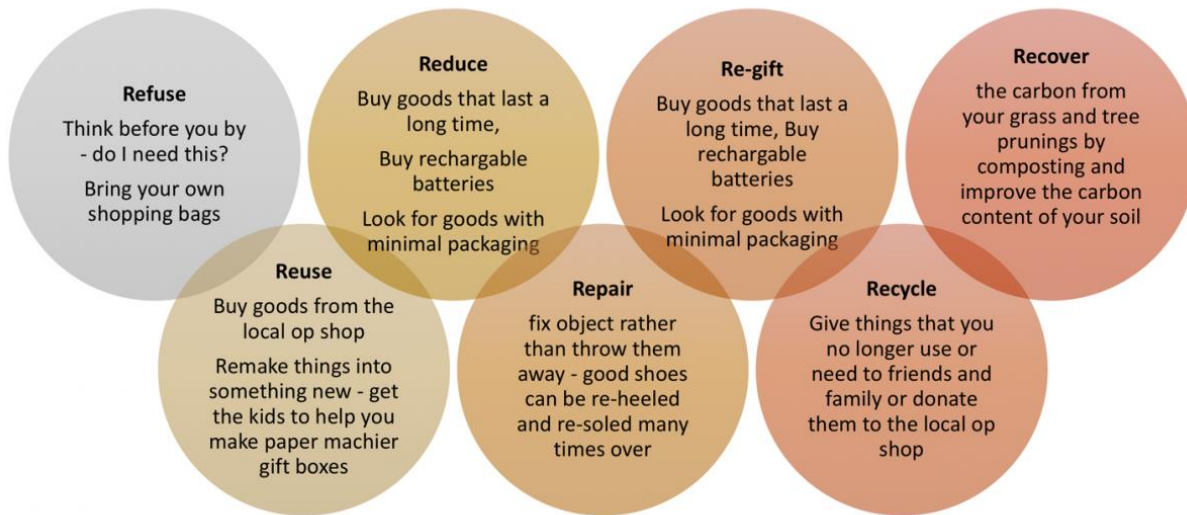 Refuse
Think before you by
- do I need this?
Bring your own
shopping bags
Reuse
Buy goods from the
local op shop
Remake things into
something new - get
the kids to help you
make paper machier
gift boxes
Reduce
Buy goods that last a
long time,
Buy rechargable
batteries
Look for goods with
minimal packaging
Repair
fix object rather
than throw them
away - good shoes
can be re-heeled
and re-soled many
times over
Re-gift
Buy goods that last a
long time, Buy
rechargable
batteries
Look for goods with
minimal packaging
Recycle
Give things that you
no longer use or
need to friends and
family or donate
them to the local op
shop
Recover
the carbon from
your grass and tree
prunings by
composting and
improve the carbon
content of your soil